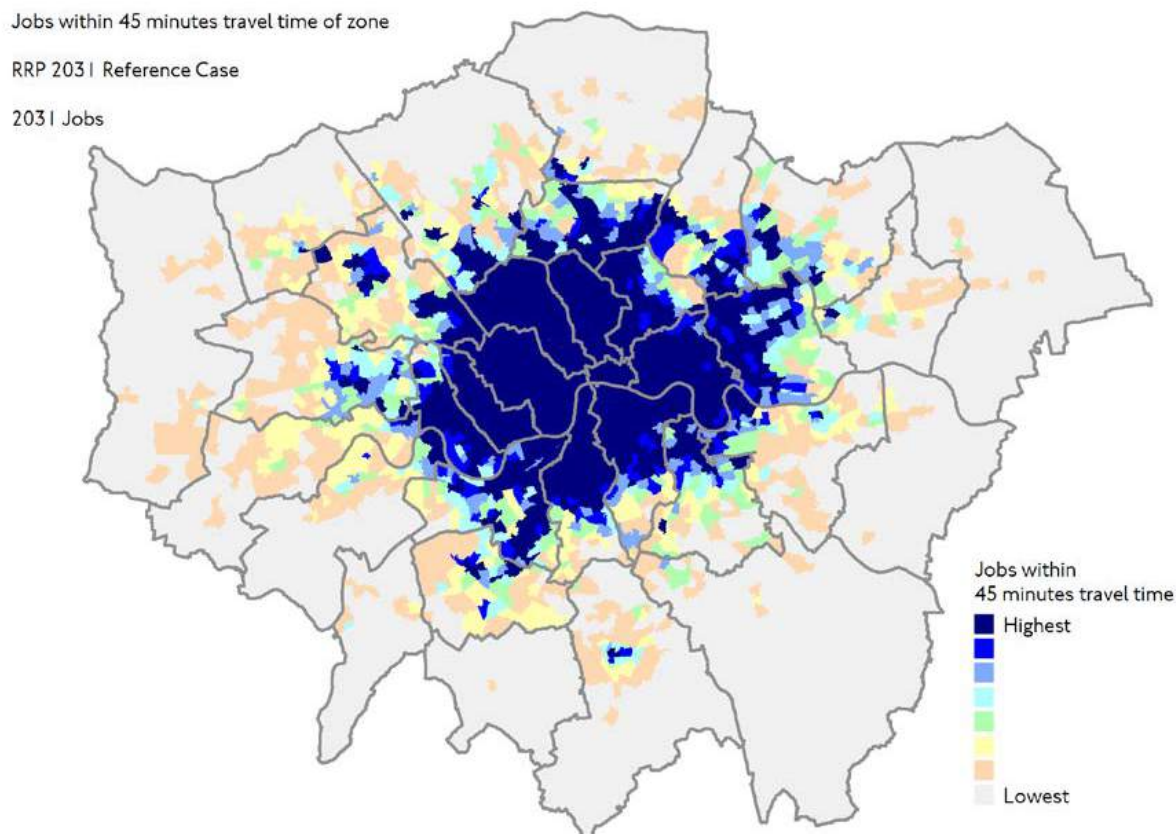 Jobs within 45 minutes travel time of zone
RRP 2031 Reference Case
2031 Jobs
Jobs within
45 minutes travel time
Highest
Lowest